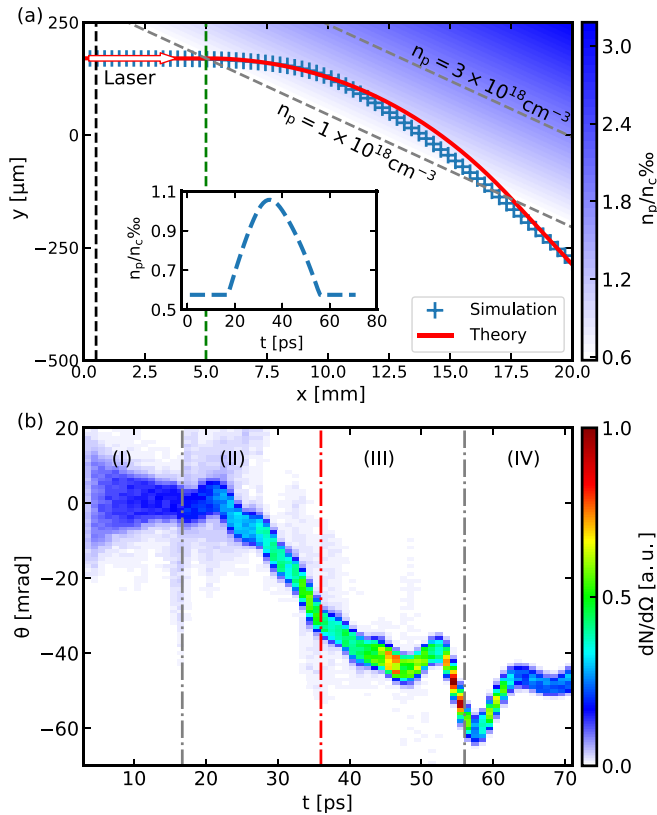 (a)
250
0
−250
−500
y [μm]
Laser
n_p = 3 × 10^18 cm^−3
n_p = 1 × 10^18 cm^−3
n_p/n_c‰
1.1
0.9
0.7
0.5
0 20 40 60 80
t [ps]
Simulation
Theory
0.0 2.5 5.0 7.5 10.0 12.5 15.0 17.5 20.0
x [mm]
3.0
2.4
1.8
1.2
0.6
n_p/n_c‰
(b)
20
0
−20
−40
−60
θ [mrad]
(I) (II) (III) (IV)
10 20 30 40 50 60 70
t [ps]
1.0
0.5
0.0
dN/dΩ [a. u.]